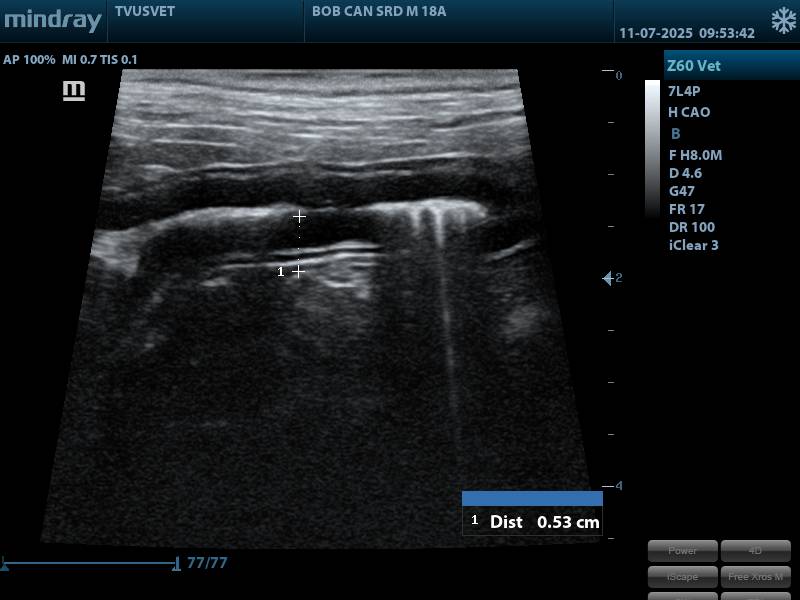 mindray
TVUSVET
BOB CAN SRD M 18A
11-07-2025 09:53:42
AP 100% MI 0.7 TIS 0.1
m
Z60 Vet
7L4P
H CAO
B
F H8.0M
D 4.6
G47
FR 17
DR 100
iClear 3
0
2
4
1
1 Dist 0.53 cm
77/77
Power
4D
iScape
Free Xros M